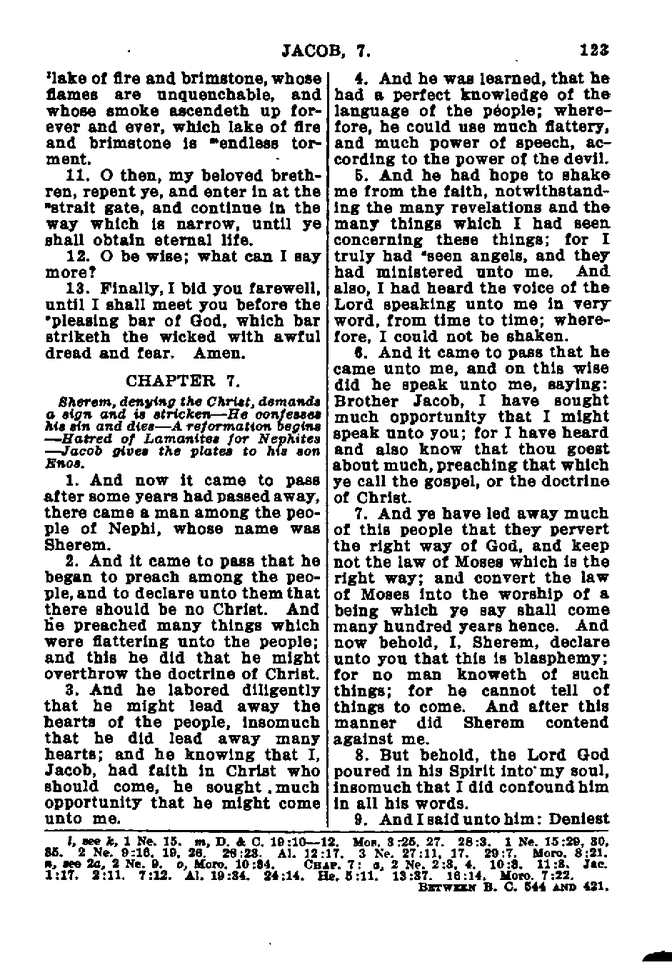 JACOB, 7. 123
ˡlake of fire and brimstone, whose
flames are unquenchable, and
whose smoke ascendeth up for-
ever and ever, which lake of fire
and brimstone is ᵐendless tor-
ment.
11. O then, my beloved breth-
ren, repent ye, and enter in at the
ⁿstrait gate, and continue in the
way which is narrow, until ye
shall obtain eternal life.
12. O be wise; what can I say
more?
13. Finally, I bid you farewell,
until I shall meet you before the
ᵒpleasing bar of God, which bar
striketh the wicked with awful
dread and fear. Amen.
CHAPTER 7.
Sherem, denying the Christ, demands
a sign and is stricken—He confesses
his sin and dies—A reformation begins
—Hatred of Lamanites for Nephites
—Jacob gives the plates to his son
Enos.
1. And now it came to pass
after some years had passed away,
there came a man among the peo-
ple of Nephi, whose name was
Sherem.
2. And it came to pass that he
began to preach among the peo-
ple, and to declare unto them that
there should be no Christ. And
he preached many things which
were flattering unto the people;
and this he did that he might
overthrow the doctrine of Christ.
3. And he labored diligently
that he might lead away the
hearts of the people, insomuch
that he did lead away many
hearts; and he knowing that I,
Jacob, had faith in Christ who
should come, he sought much
opportunity that he might come
unto me.
4. And he was learned, that he
had a perfect knowledge of the
language of the people; where-
fore, he could use much flattery,
and much power of speech, ac-
cording to the power of the devil.
5. And he had hope to shake
me from the faith, notwithstand-
ing the many revelations and the
many things which I had seen
concerning these things; for I
truly had ᵃseen angels, and they
had ministered unto me. And
also, I had heard the voice of the
Lord speaking unto me in very
word, from time to time; where-
fore, I could not be shaken.
6. And it came to pass that he
came unto me, and on this wise
did he speak unto me, saying:
Brother Jacob, I have sought
much opportunity that I might
speak unto you; for I have heard
and also know that thou goest
about much, preaching that which
ye call the gospel, or the doctrine
of Christ.
7. And ye have led away much
of this people that they pervert
the right way of God, and keep
not the law of Moses which is the
right way; and convert the law
of Moses into the worship of a
being which ye say shall come
many hundred years hence. And
now behold, I, Sherem, declare
unto you that this is blasphemy;
for no man knoweth of such
things; for he cannot tell of
things to come. And after this
manner did Sherem contend
against me.
8. But behold, the Lord God
poured in his Spirit into my soul,
insomuch that I did confound him
in all his words.
9. And I said unto him: Deniest
l, see k, 1 Ne. 15. m, D. & C. 19:10—12. Mos. 3:25, 27. 28:3. 1 Ne. 15:29, 30,
35. 2 Ne. 9:16, 19, 26. 28:23. Al. 12:17. 3 Ne. 27:11, 17. 29:7. Moro. 8:21.
n, see 2a, 2 Ne. 9. o, Moro. 10:34. CHAP. 7: a, 2 Ne. 2:3, 4. 10:3. 11:3. Jac.
1:17. 2:11. 7:12. Al. 19:34. 24:14. He. 5:11. 13:37. 16:14. Moro. 7:22.
BETWEEN B. C. 544 AND 421.